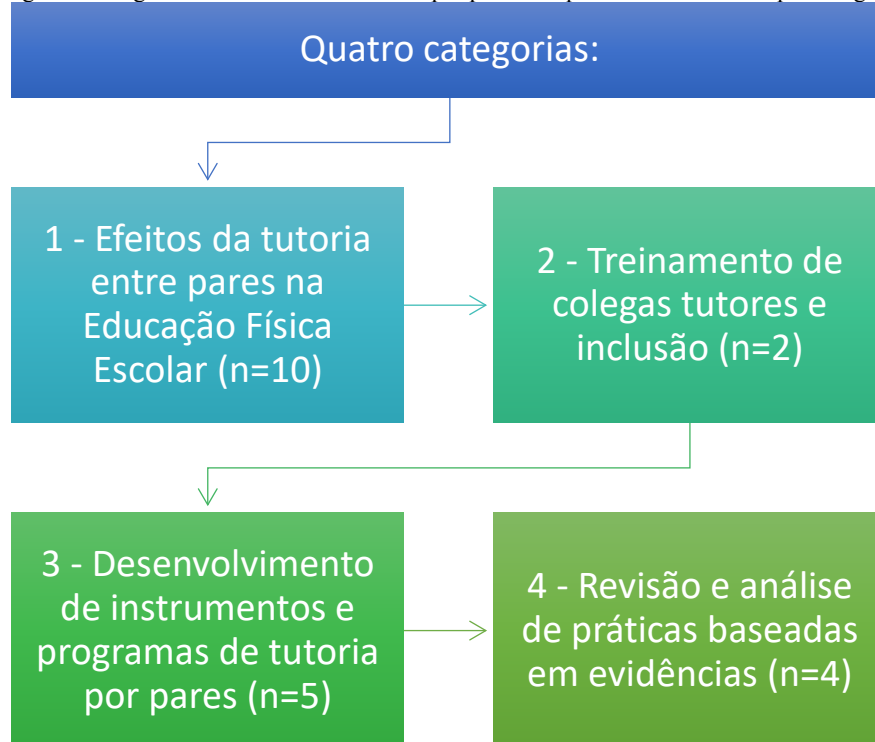 Quatro categorias:
1 - Efeitos da tutoria
entre pares na
Educação Física
Escolar (n=10)
2 - Treinamento de
colegas tutores e
inclusão (n=2)
3 - Desenvolvimento
de instrumentos e
programas de tutoria
por pares (n=5)
4 - Revisão e análise
de práticas baseadas
em evidências (n=4)